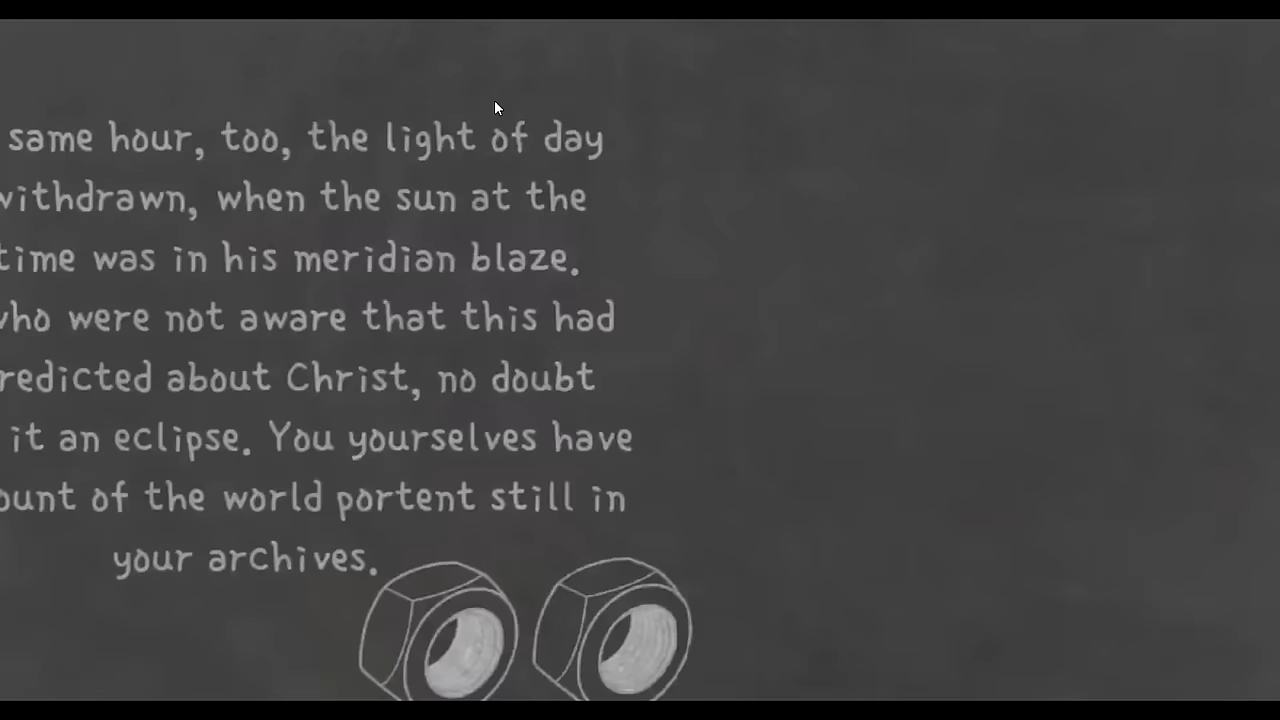 same hour, too, the light of day
withdrawn, when the sun at the
time was in his meridian blaze.
who were not aware that this had
about Christ, no doubt
it an eclipse. You yourselves have
of the world portent still in
your archives.